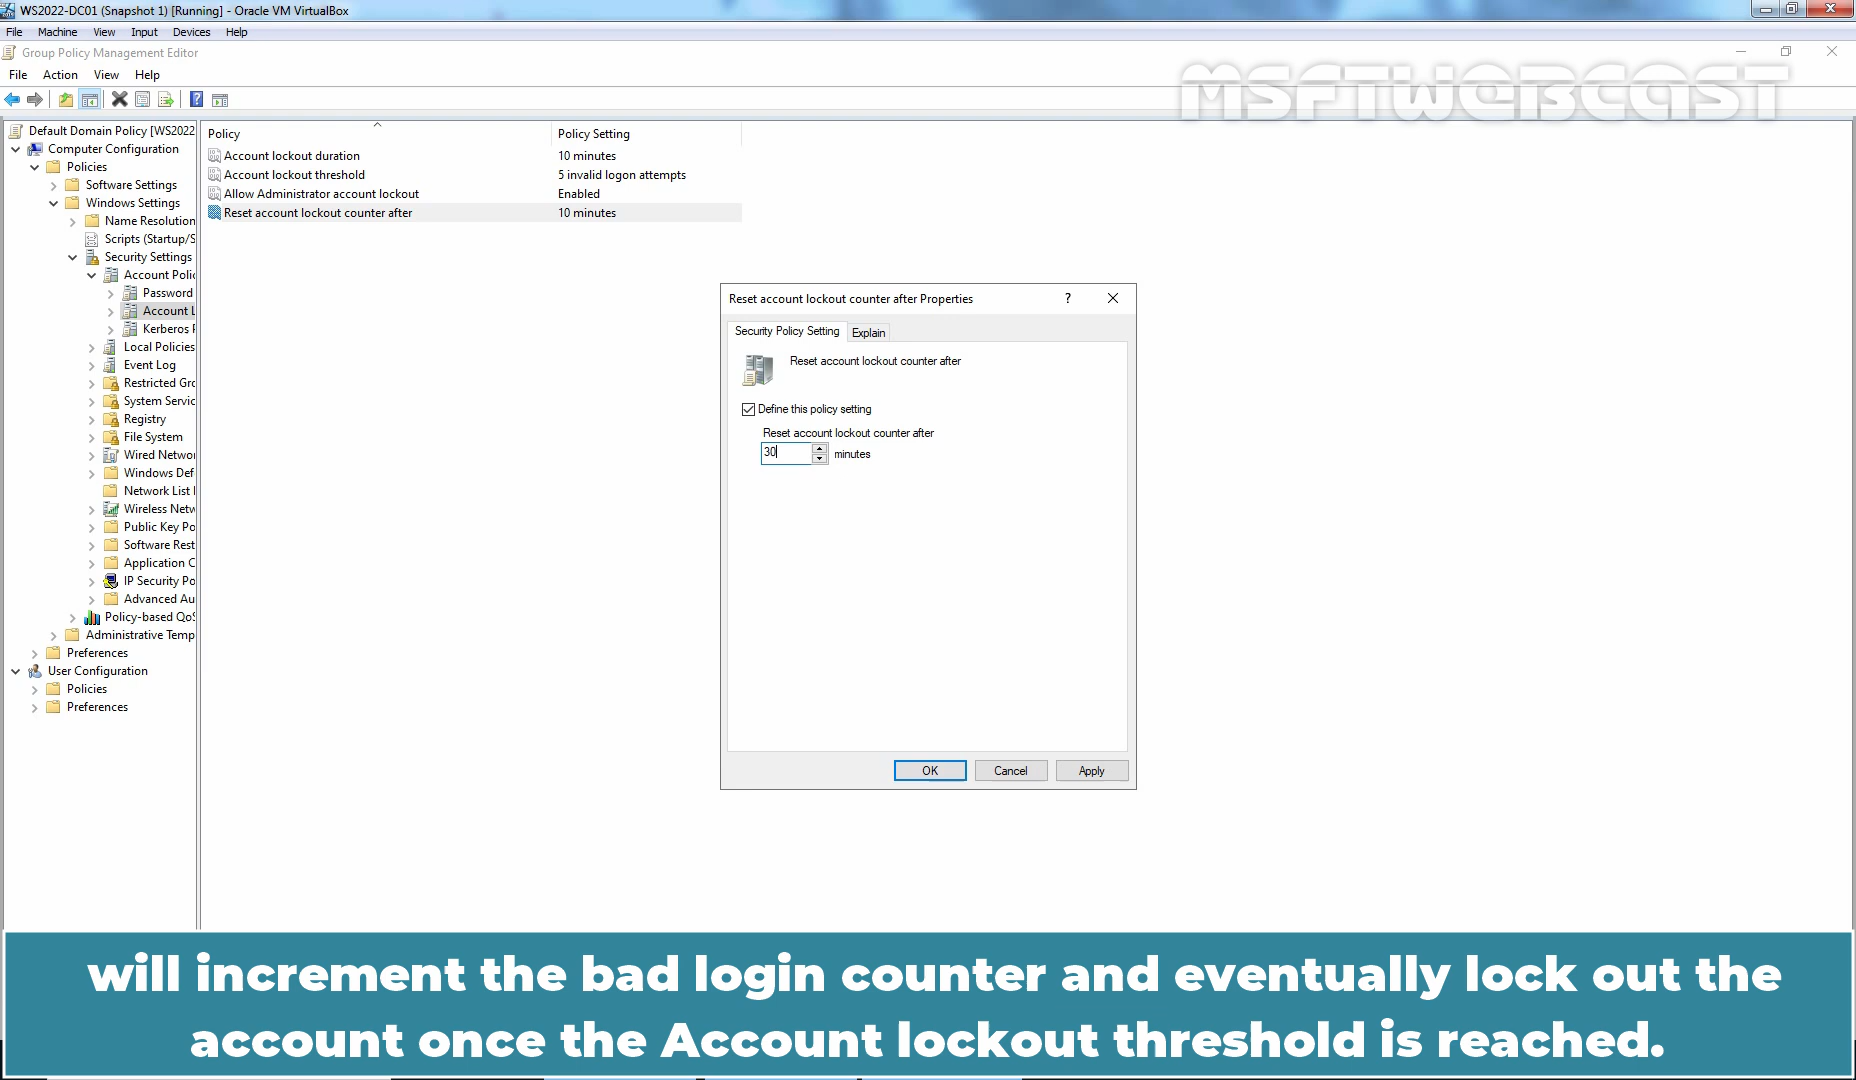 WS2022-DC01 (Snapshot 1) [Running] - Oracle VM VirtualBox
File Machine View Input Devices Help
Group Policy Management Editor
File Action View Help
MSFTWEBCAST
Default Domain Policy [WS2022
Computer Configuration
Policies
Software Settings
Windows Settings
Name Resolution
Scripts (Startup/S
Security Settings
Account Polic
Password
Account L
Kerberos P
Local Policies
Event Log
Restricted Gro
System Servic
Registry
File System
Wired Networ
Windows Def
Network List
Wireless Netw
Public Key Po
Software Rest
Application C
IP Security Po
Advanced Au
Policy-based QoS
Administrative Temp
Preferences
User Configuration
Policies
Preferences
Policy Policy Setting
Account lockout duration 10 minutes
Account lockout threshold 5 invalid logon attempts
Allow Administrator account lockout Enabled
Reset account lockout counter after 10 minutes
Reset account lockout counter after Properties
Security Policy Setting Explain
Reset account lockout counter after
Define this policy setting
Reset account lockout counter after
30 minutes
OK Cancel Apply
will increment the bad login counter and eventually lock out the
account once the Account lockout threshold is reached.